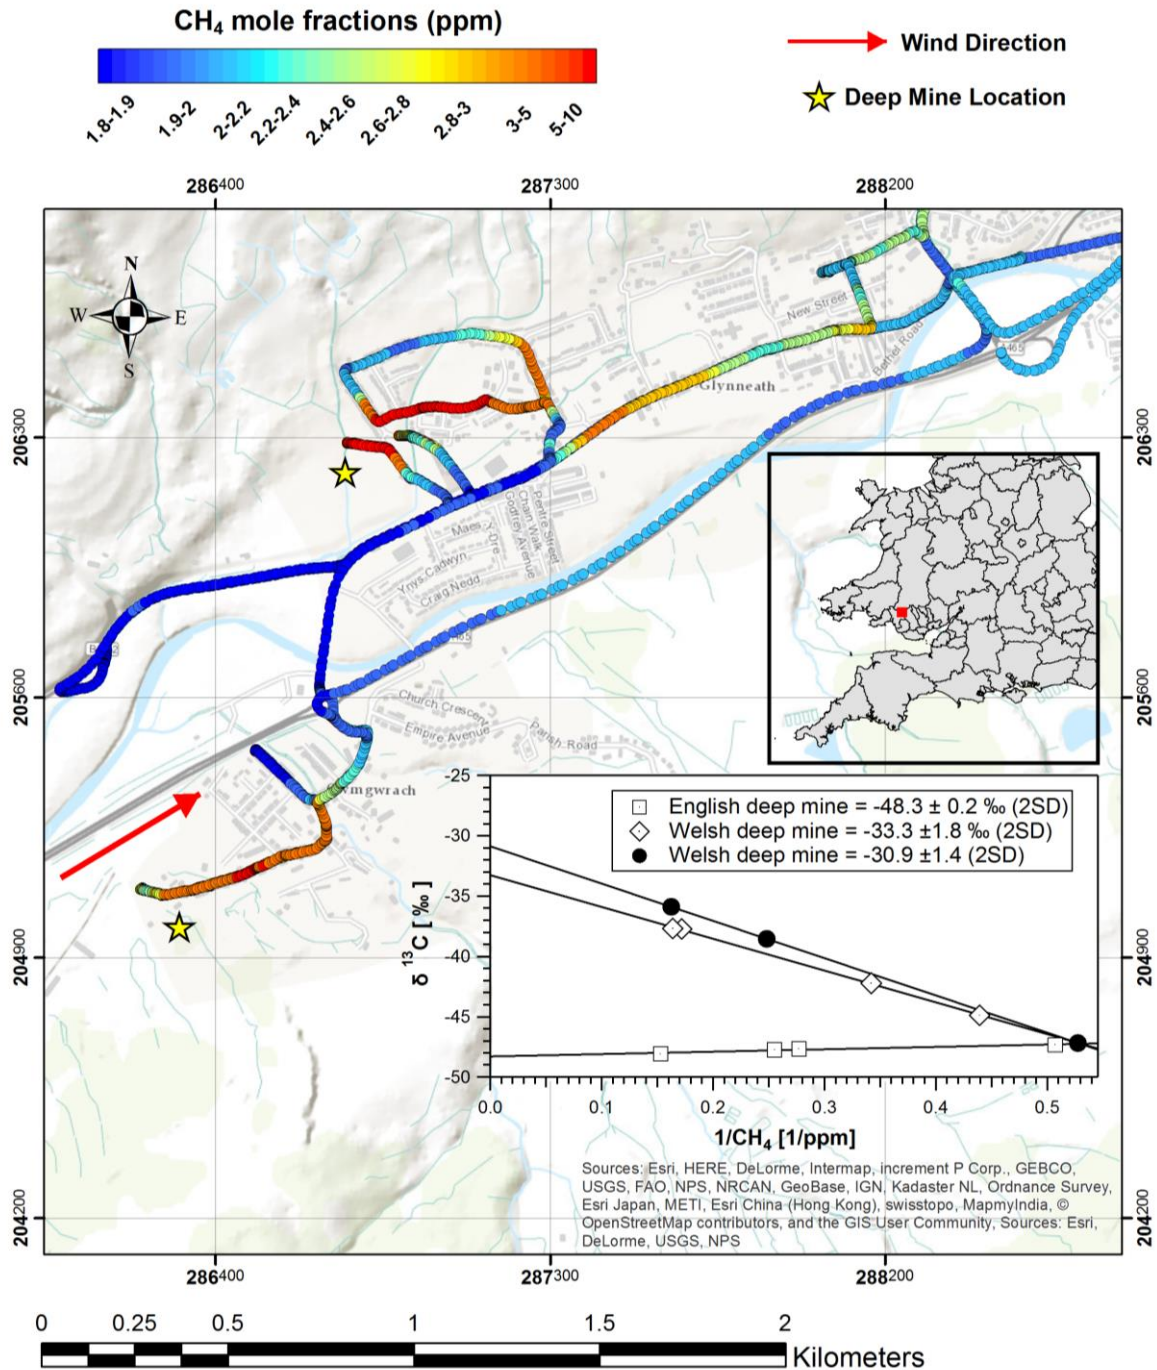 CH₄ mole fractions (ppm)
1.8-1.9
1.9-2
2-2.2
2.2-2.4
2.4-2.6
2.6-2.8
2.8-3
3-5
5-10
Wind Direction
Deep Mine Location
286400
287300
288200
206300
205600
204900
204200
206300
205600
204900
204200
N
W
E
S
New Street
Bethel Road
A465
Glynneath
Pentre Street
Chain Walk
Godfrey Avenue
Maes Y Dre
Ynys Cadwyn
Craig Nedd
A465
Church Crescent
Empire Avenue
Parish Road
wmgwrach
English deep mine = -48.3 ± 0.2 ‰ (2SD)
Welsh deep mine = -33.3 ±1.8 ‰ (2SD)
Welsh deep mine = -30.9 ±1.4 (2SD)
δ ¹³C [ ‰ ]
-25
-30
-35
-40
-45
-50
0.0
0.1
0.2
0.3
0.4
0.5
1/CH₄ [1/ppm]
Sources: Esri, HERE, DeLorme, Intermap, increment P Corp., GEBCO,
USGS, FAO, NPS, NRCAN, GeoBase, IGN, Kadaster NL, Ordnance Survey,
Esri Japan, METI, Esri China (Hong Kong), swisstopo, MapmyIndia, ©
OpenStreetMap contributors, and the GIS User Community, Sources: Esri,
DeLorme, USGS, NPS
286400
287300
288200
0
0.25
0.5
1
1.5
2
Kilometers